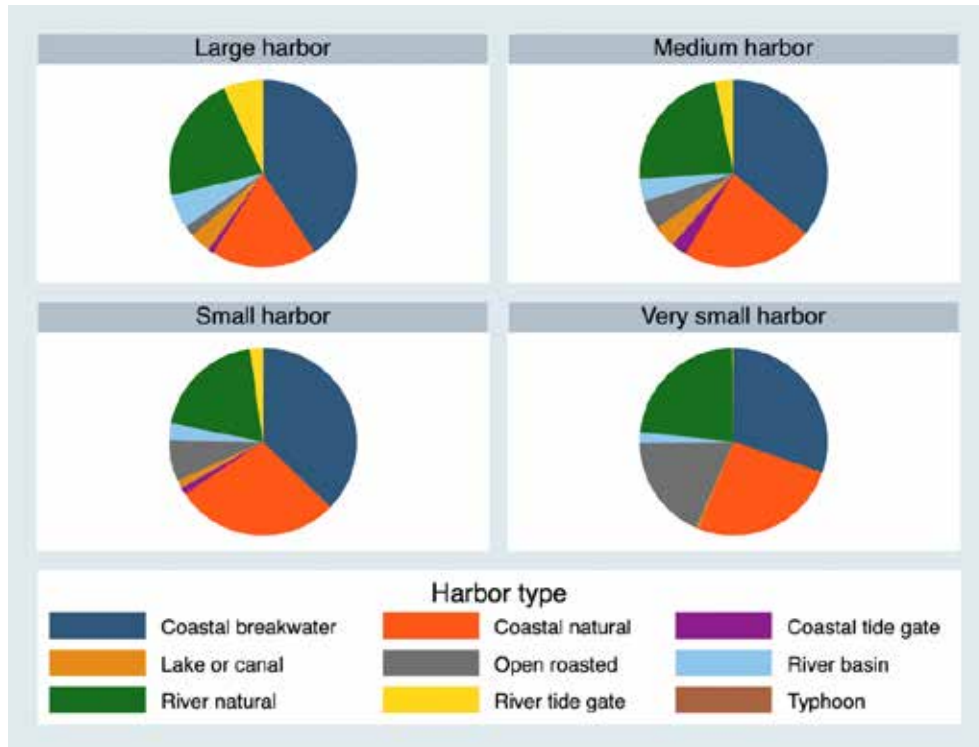 Large harbor
Medium harbor
Small harbor
Very small harbor
Harbor type
Coastal breakwater
Coastal natural
Coastal tide gate
Lake or canal
Open roasted
River basin
River natural
River tide gate
Typhoon